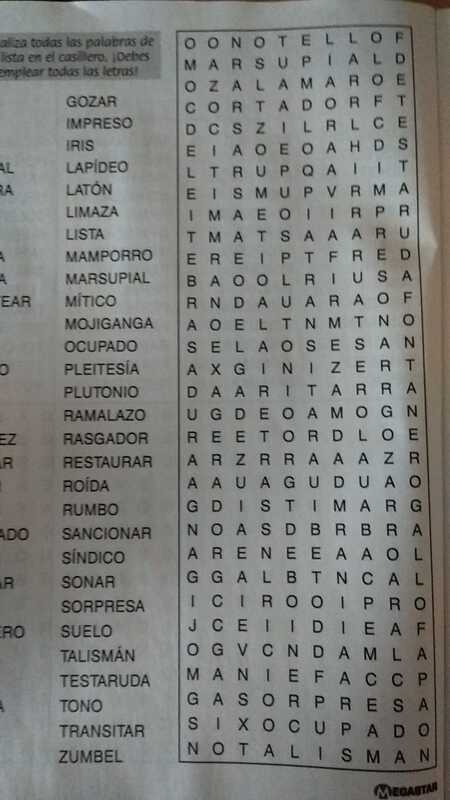 aliza todas las palabras de
lista en el casillero. ¡Debes
emplear todas las letras!
GOZAR
IMPRESO
IRIS
AL LAPÍDEO
RA LATÓN
LIMAZA
LISTA
A MAMPORRO
A MARSUPIAL
EAR MÍTICO
MOJIGANGA
OCUPADO
O PLEITESÍA
PLUTONIO
RAMALAZO
EZ RASGADOR
AR RESTAURAR
ROÍDA
RUMBO
ADO SANCIONAR
SÍNDICO
AR SONAR
SORPRESA
ERO SUELO
TALISMÁN
TESTARUDA
A TONO
TRANSITAR
ZUMBEL
O O N O T E L L O F
M A R S U P I A L D
O Z A L A M A R O E
C O R T A D O R F T
D C S Z I L R L C E
E I A O E O A H D S
L T R U P Q A I I T
E I S M U P V R M A
I M A E O I I R P R
T M A T S A A A R U
E R E I P T F R E D
B A O O L R I U S A
R N D A U A R A O F
A O E L T N M T N O
S E L A O S E S A N
A X G I N I Z E R T
D A A R I T A R R A
U G D E O A M O G N
R E E T O R D L O E
A R Z R R A A A Z R
A A U A G U D U A O
G D I S T I M A R G
N O A S D B R B R A
A R E N E E A A O L
G G A L B T N C A L
I C I R O O I P R O
J C E I I D I E A F
O G V C N D A M L A
M A N I E F A C C P
G A S O R P R E S A
S I X O C U P A D O
N O T A L I S M A N
MEGASTAR